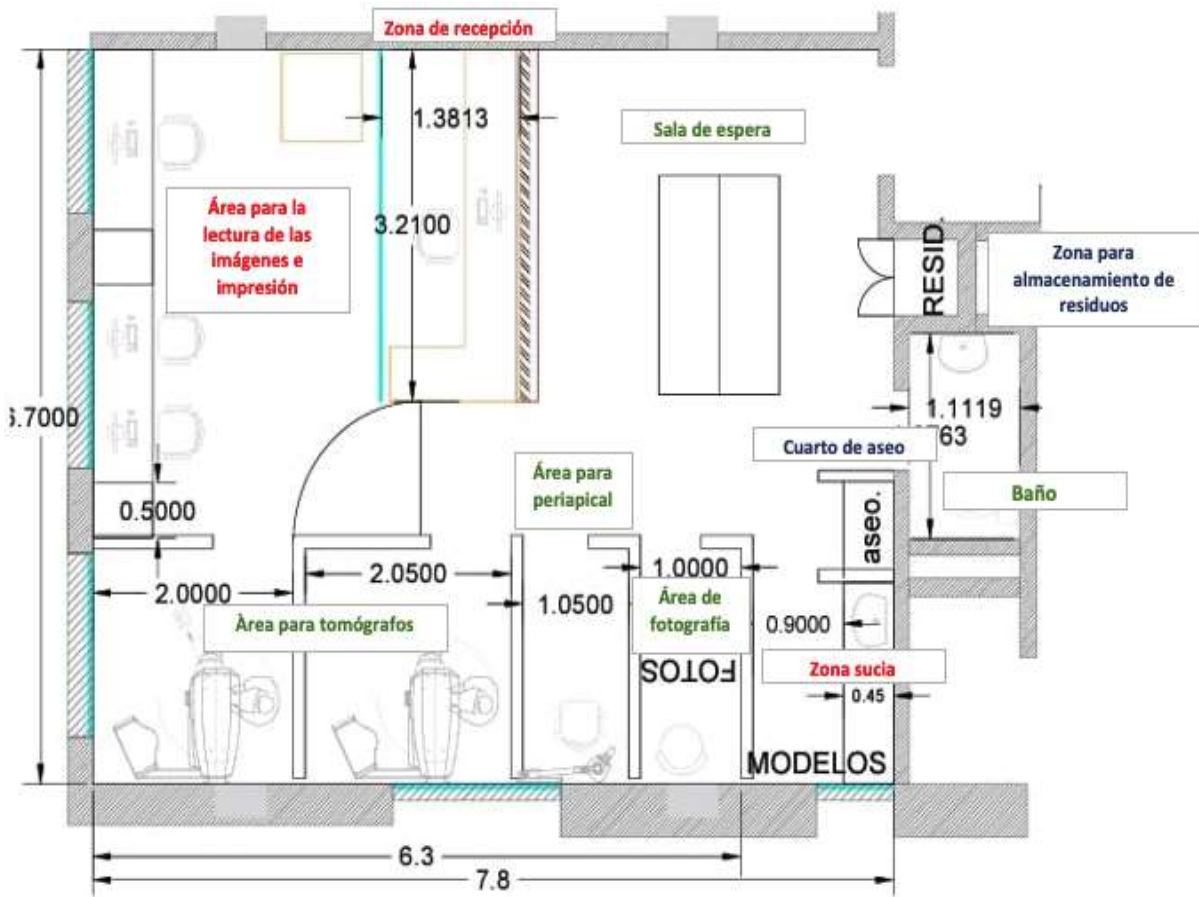 Zona de recepción
1.3813
Sala de espera
Área para la
lectura de las
imágenes e
impresión
3.2100
RESID.
Zona para
almacenamiento de
residuos
1.1119
763
Cuarto de aseo
Área para
periapical
Baño
0.5000
aseo.
2.0000
2.0500
1.0500
1.0000
Àrea para tomógrafos
Área de
fotografía
0.9000
FOTOS
Zona sucia
0.45
MODELOS
6.3
7.8